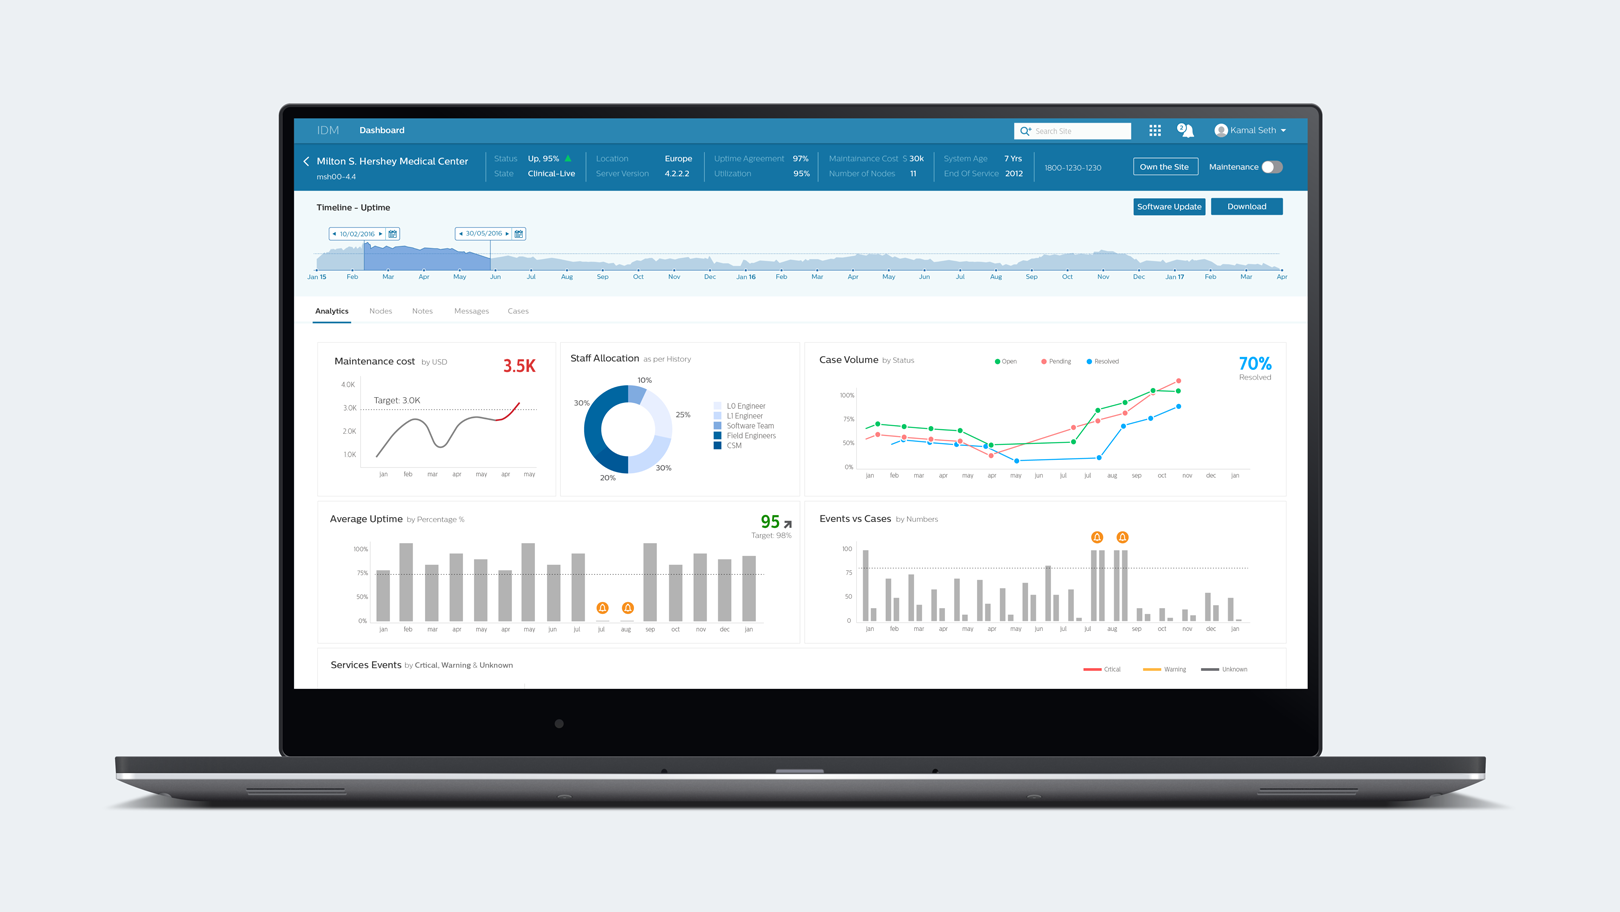 IDM Dashboard
Search Site
2
Kamal Seth
Milton S. Hershey Medical Center
msh00-4.4
Status Up, 95%
State Clinical-Live
Location Europe
Server Version 4.2.2.2
Uptime Agreement 97%
Utilization 95%
Maintainance Cost $ 30k
Number of Nodes 11
System Age 7 Yrs
End Of Service 2012
1800-1230-1230
Own the Site
Maintenance
Timeline - Uptime
Software Update
Download
10/02/2016
30/05/2016
Jan 15 Feb Mar Apr May Jun Jul Aug Sep Oct Nov Dec Jan 16 Feb Mar Apr May Jun Jul Aug Sep Oct Nov Dec Jan 17 Feb Mar Apr
Analytics Nodes Notes Messages Cases
Maintenance cost by USD
3.5K
4.0K
Target: 3.0K
3.0K
2.0K
1.0K
jan feb mar apr may apr may
Staff Allocation as per History
10%
30%
25%
30%
20%
L0 Engineer
L1 Engineer
Software Team
Field Engineers
CSM
Case Volume by Status
Open Pending Resolved
70%
Resolved
100%
75%
50%
0%
jan feb mar apr may apr may jun jul aug sep oct nov dec jan
Average Uptime by Percentage %
95
Target: 98%
100%
75%
50%
0%
jan feb mar apr may apr may jun jul jul aug sep oct nov dec jan
Events vs Cases by Numbers
100
75
50
0
jan feb mar apr may apr may jun jul jul aug sep oct nov dec jan
Services Events by Crtical, Warning & Unknown
Crtical Warning Unknown